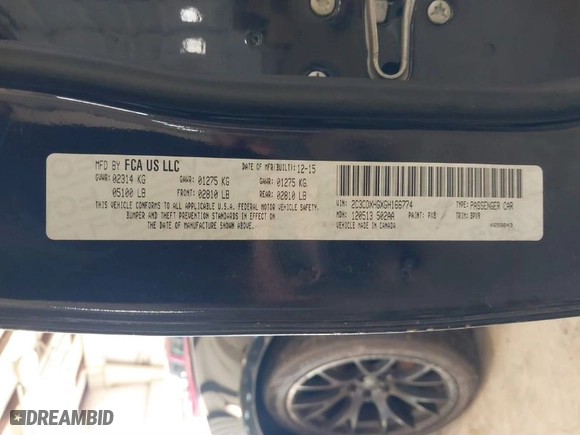 MFD BY FCA US LLC DATE OF MFR(BUILT):12-15
GVWR: 02314 KG GAWR: 01275 KG GAWR: 01275 KG
05100 LB FRONT: 02810 LB REAR: 02810 LB
THIS VEHICLE CONFORMS TO ALL APPLICABLE U.S.A. FEDERAL MOTOR VEHICLE SAFETY,
BUMPER AND THEFT PREVENTION STANDARDS IN EFFECT ON
THE DATE OF MANUFACTURE SHOWN ABOVE.
VIN: 2C3CDXHGXGH166774 TYPE: PASSENGER CAR
MDH: 120513 502AA PAINT: PXB TRIM: BPX9
VEHICLE MADE IN CANADA
DREAMBID